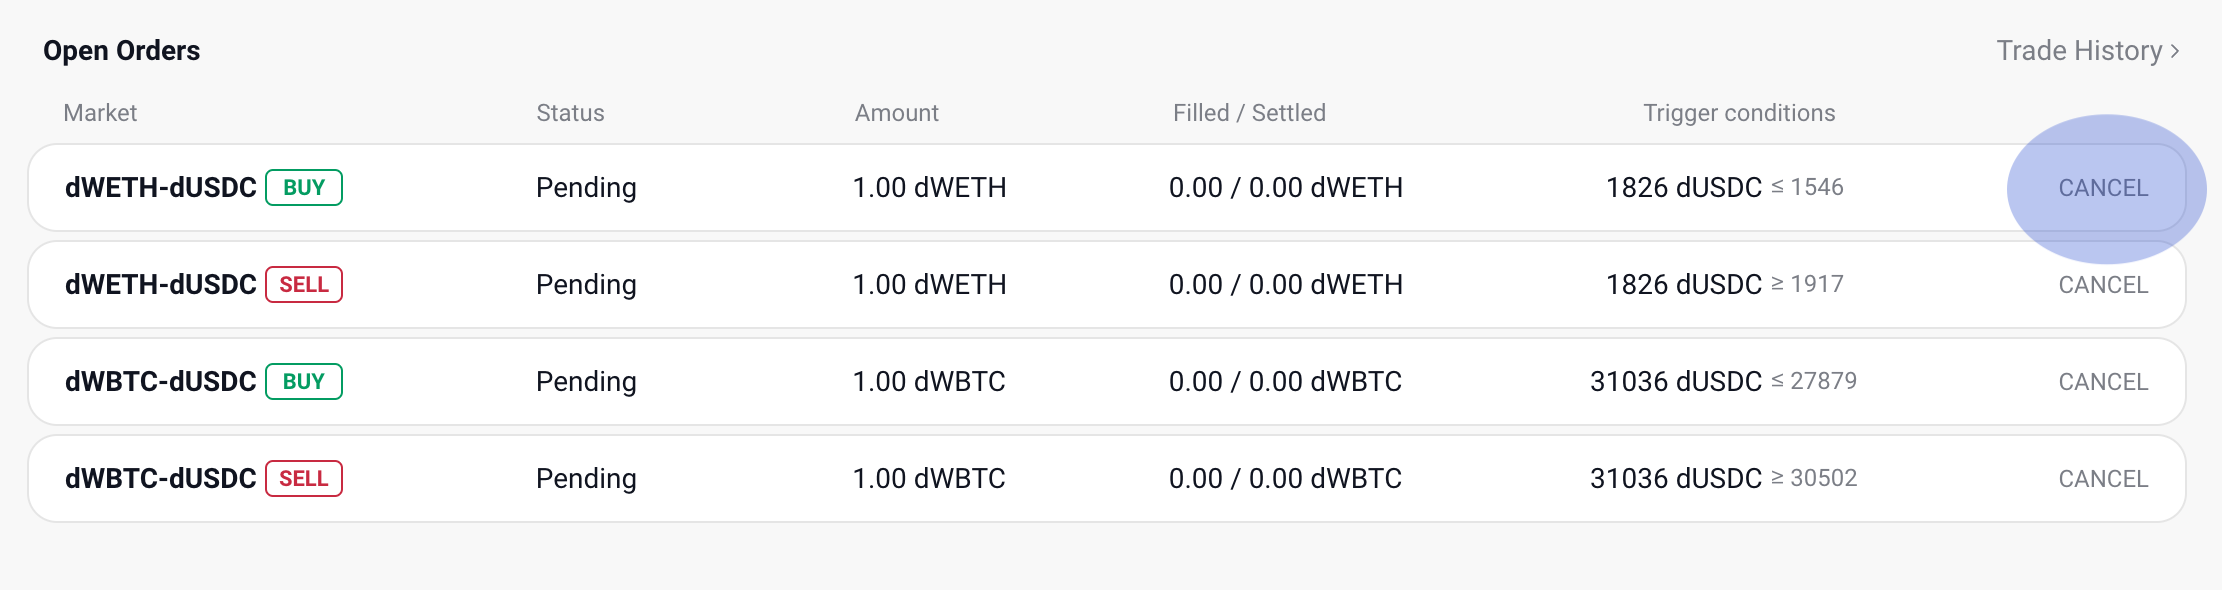 Open Orders Trade History >
Market Status Amount Filled / Settled Trigger conditions
dWETH-dUSDC BUY Pending 1.00 dWETH 0.00 / 0.00 dWETH 1826 dUSDC ≤ 1546 CANCEL
dWETH-dUSDC SELL Pending 1.00 dWETH 0.00 / 0.00 dWETH 1826 dUSDC ≥ 1917 CANCEL
dWBTC-dUSDC BUY Pending 1.00 dWBTC 0.00 / 0.00 dWBTC 31036 dUSDC ≤ 27879 CANCEL
dWBTC-dUSDC SELL Pending 1.00 dWBTC 0.00 / 0.00 dWBTC 31036 dUSDC ≥ 30502 CANCEL